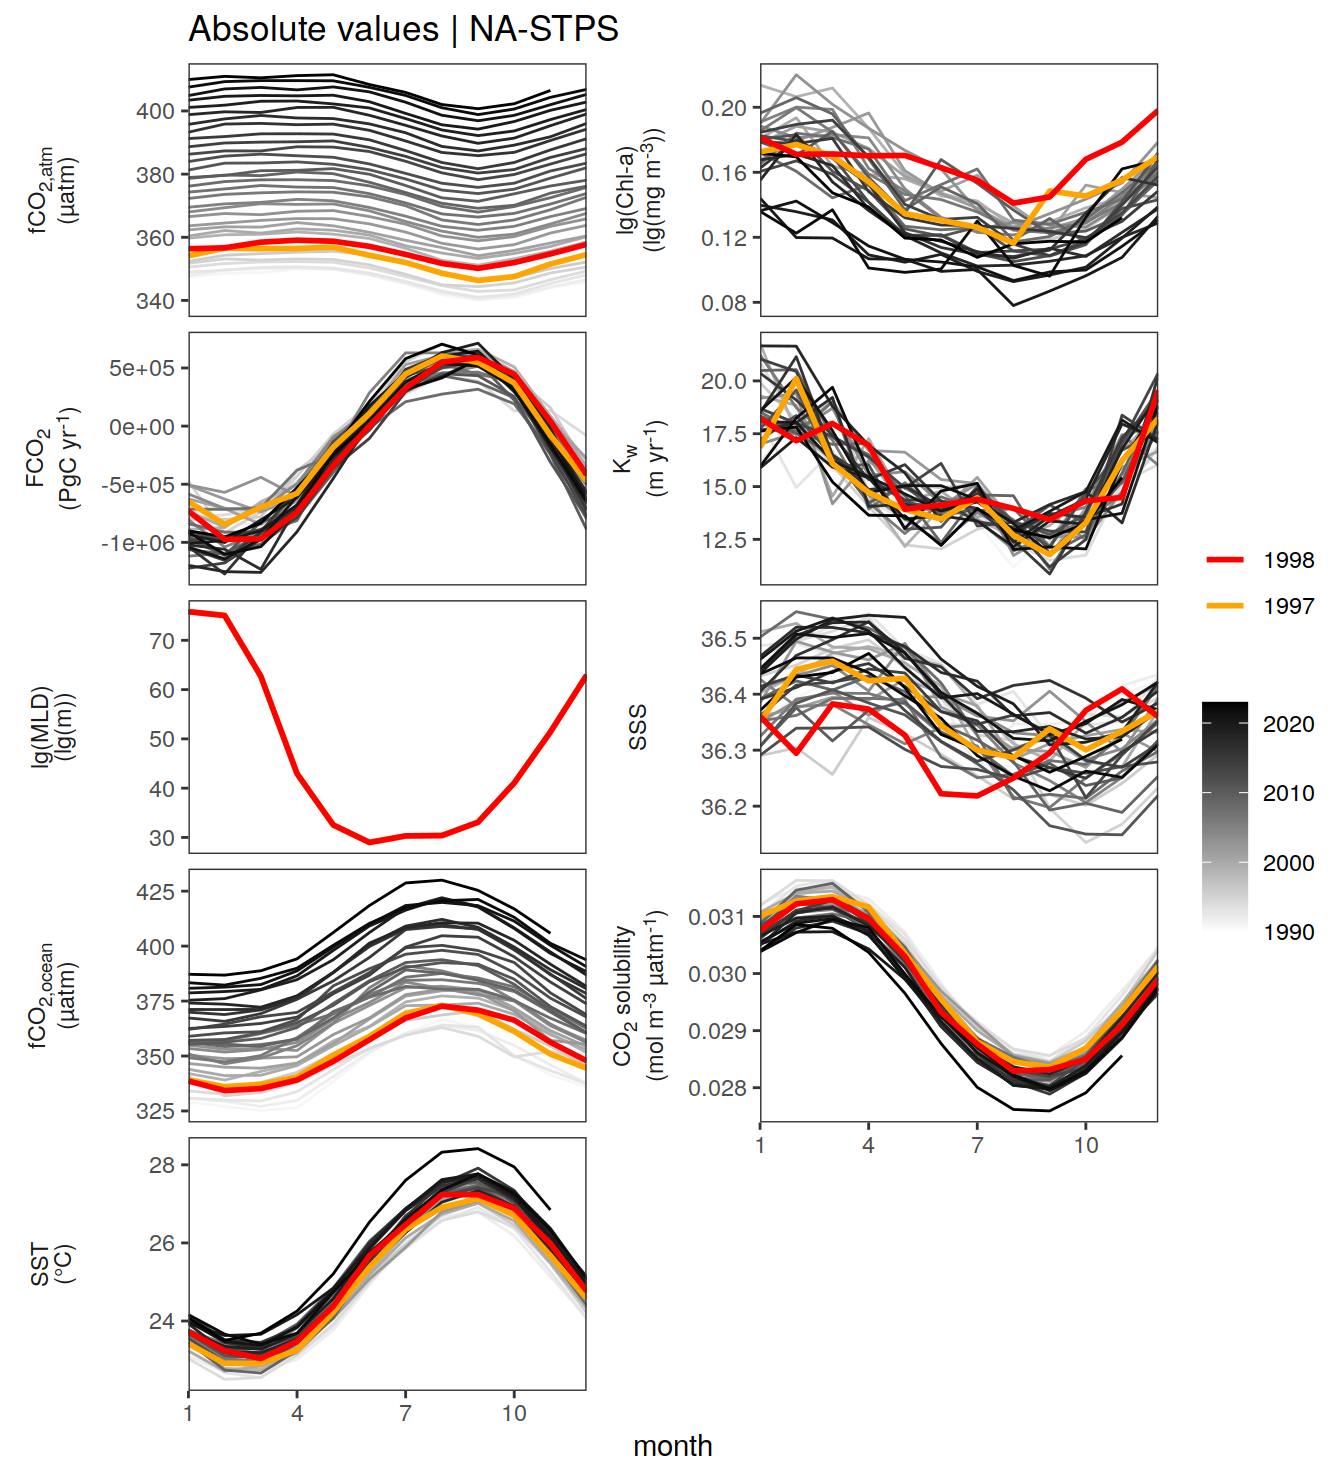 Absolute values | NA-STPS
fCO2,atm
(µatm)
400
380
360
340
lg(Chl-a)
(lg(mg m-3))
0.20
0.16
0.12
0.08
FCO2
(PgC yr-1)
5e+05
0e+00
-5e+05
-1e+06
Kw
(m yr-1)
20.0
17.5
15.0
12.5
lg(MLD)
(lg(m))
70
60
50
40
30
SSS
36.5
36.4
36.3
36.2
fCO2,ocean
(µatm)
425
400
375
350
325
CO2 solubility
(mol m-3 µatm-1)
0.031
0.030
0.029
0.028
1 4 7 10
SST
(°C)
28
26
24
1 4 7 10
month
1998
1997
2020
2010
2000
1990